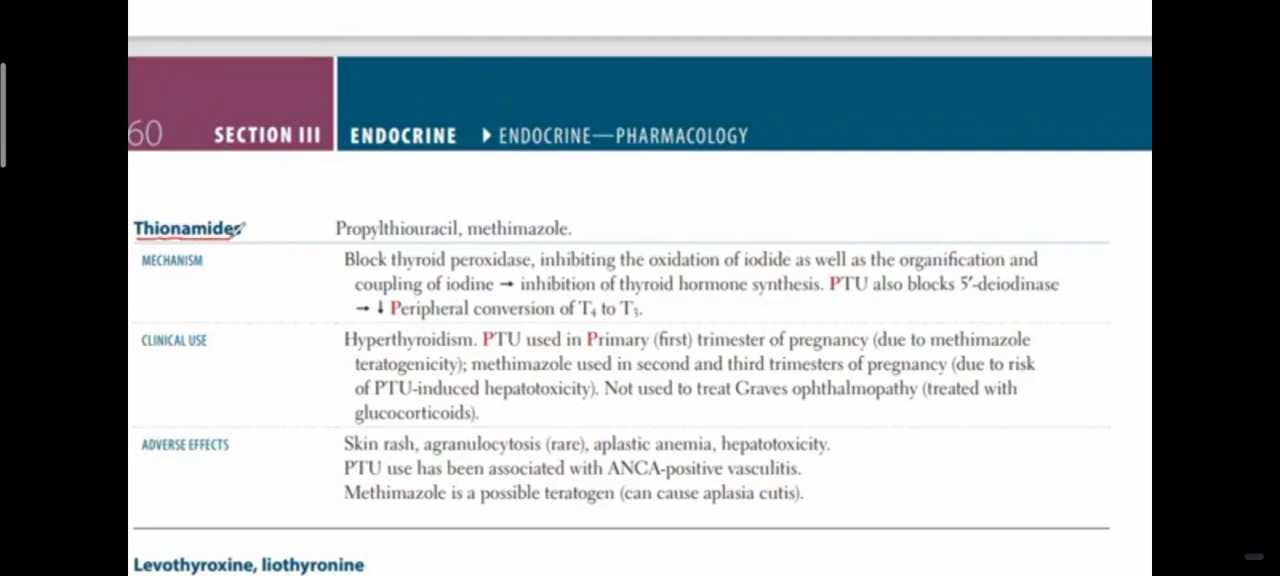 60 SECTION III ENDOCRINE ▶ ENDOCRINE—PHARMACOLOGY
Thionamides Propylthiouracil, methimazole.
MECHANISM Block thyroid peroxidase, inhibiting the oxidation of iodide as well as the organification and
coupling of iodine → inhibition of thyroid hormone synthesis. PTU also blocks 5′-deiodinase
→ ↓ Peripheral conversion of T₄ to T₃.
CLINICAL USE Hyperthyroidism. PTU used in Primary (first) trimester of pregnancy (due to methimazole
teratogenicity); methimazole used in second and third trimesters of pregnancy (due to risk
of PTU-induced hepatotoxicity). Not used to treat Graves ophthalmopathy (treated with
glucocorticoids).
ADVERSE EFFECTS Skin rash, agranulocytosis (rare), aplastic anemia, hepatotoxicity.
PTU use has been associated with ANCA-positive vasculitis.
Methimazole is a possible teratogen (can cause aplasia cutis).
Levothyroxine, liothyronine